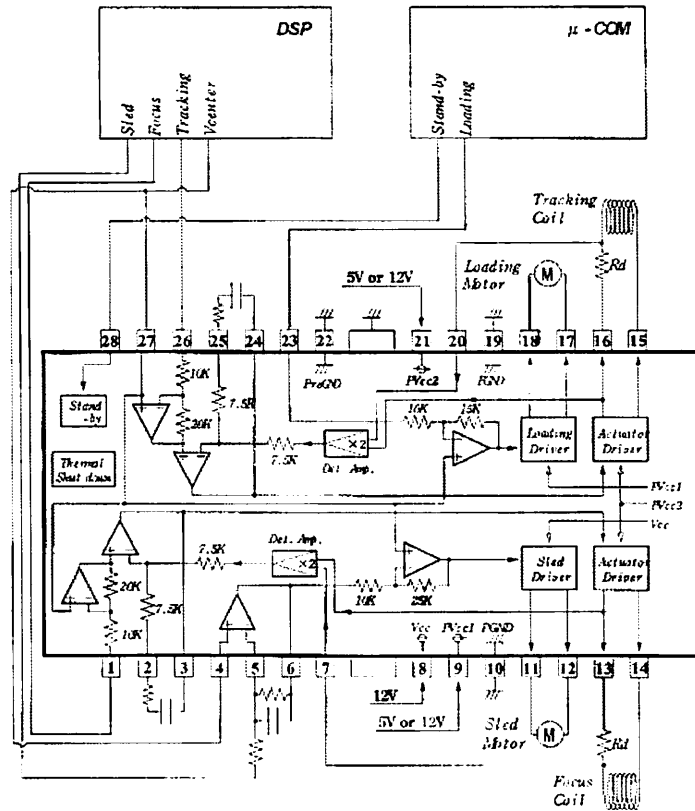 DSP
μ-COM
Sled
Focus
Tracking
Vcenter
Stand-by
Loading
Tracking
Coil
Loading
Motor
Rd
5V or 12V
M
28
27
26
25
24
23
22
21
20
19
18
17
16
15
PreGND
PVcc2
PGND
10K
20K
7.5K
7.5K
×2
Det. Amp.
10K
15K
Stand
-by
Thermal
Shut down
Loading
Driver
Actuator
Driver
PVcc1
PVcc2
Vcc
Det. Amp.
×2
7.5K
7.5K
20K
10K
10K
25K
Sled
Driver
Actuator
Driver
Vcc
PVcc1
PGND
1
2
3
4
5
6
7
8
9
10
11
12
13
14
12V
5V or 12V
Sled
Motor
M
Rd
Focus
Coil